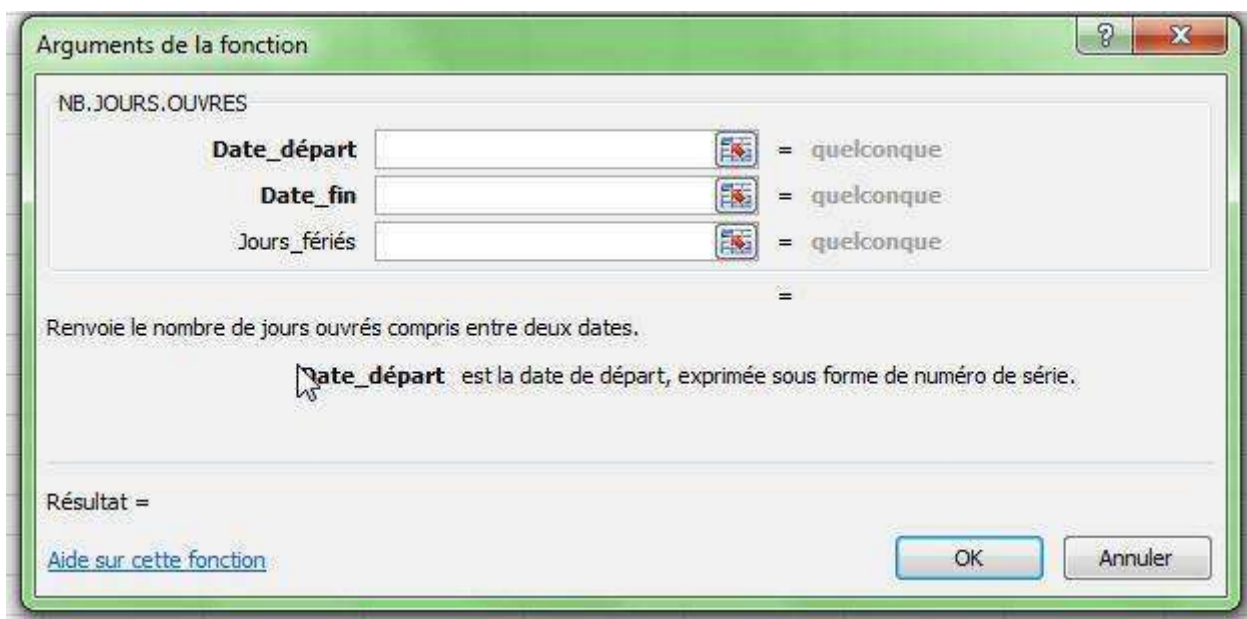 Arguments de la fonction
NB.JOURS.OUVRES
Date_départ = quelconque
Date_fin = quelconque
Jours_fériés = quelconque
=
Renvoie le nombre de jours ouvrés compris entre deux dates.
Date_départ est la date de départ, exprimée sous forme de numéro de série.
Résultat =
Aide sur cette fonction
OK Annuler